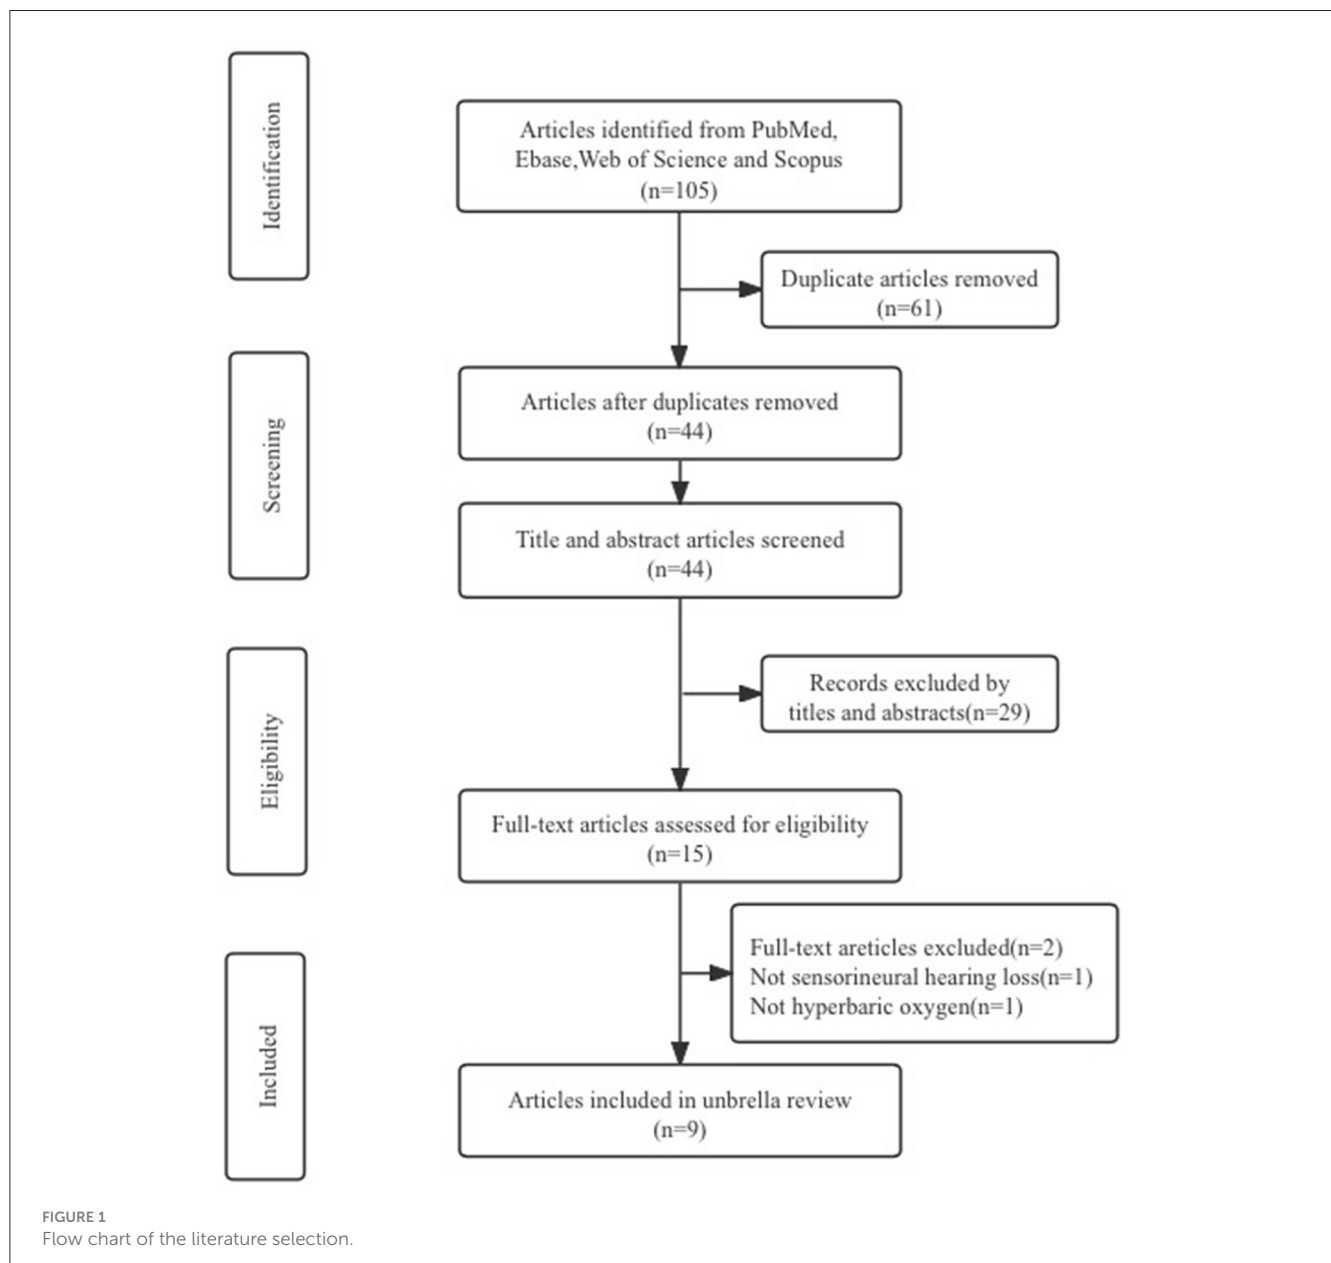 Identification
Articles identified from PubMed,
Ebase,Web of Science and Scopus
(n=105)
Duplicate articles removed
(n=61)
Screening
Articles after duplicates removed
(n=44)
Title and abstract articles screened
(n=44)
Eligibility
Records excluded by
titles and abstracts(n=29)
Full-text articles assessed for eligibility
(n=15)
Included
Full-text areticles excluded(n=2)
Not sensorineural hearing loss(n=1)
Not hyperbaric oxygen(n=1)
Articles included in unbrella review
(n=9)
FIGURE 1
Flow chart of the literature selection.